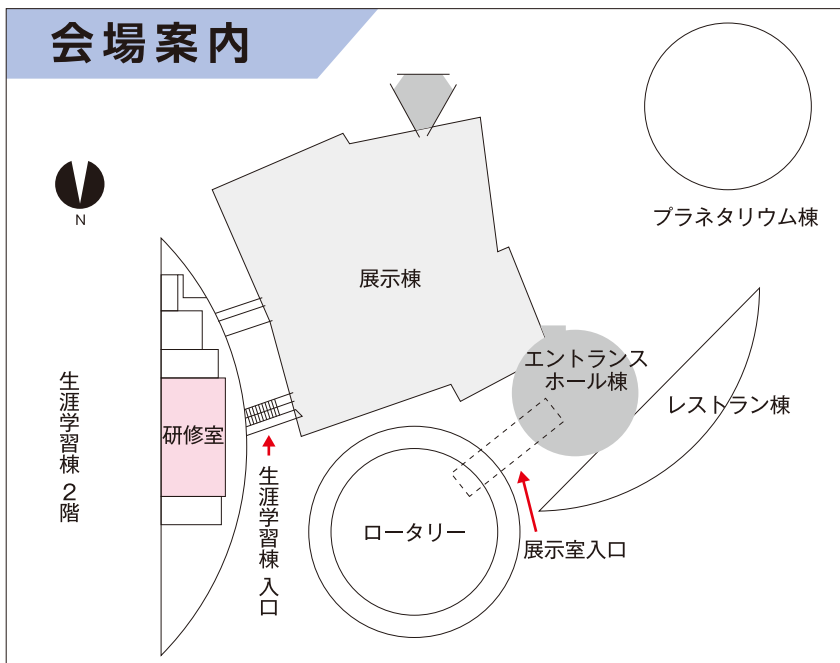 会場案内
N
プラネタリウム棟
展示棟
エントランス
ホール棟
レストラン棟
生涯学習棟 2階
研修室
生涯学習棟 入口
ロータリー
展示室入口